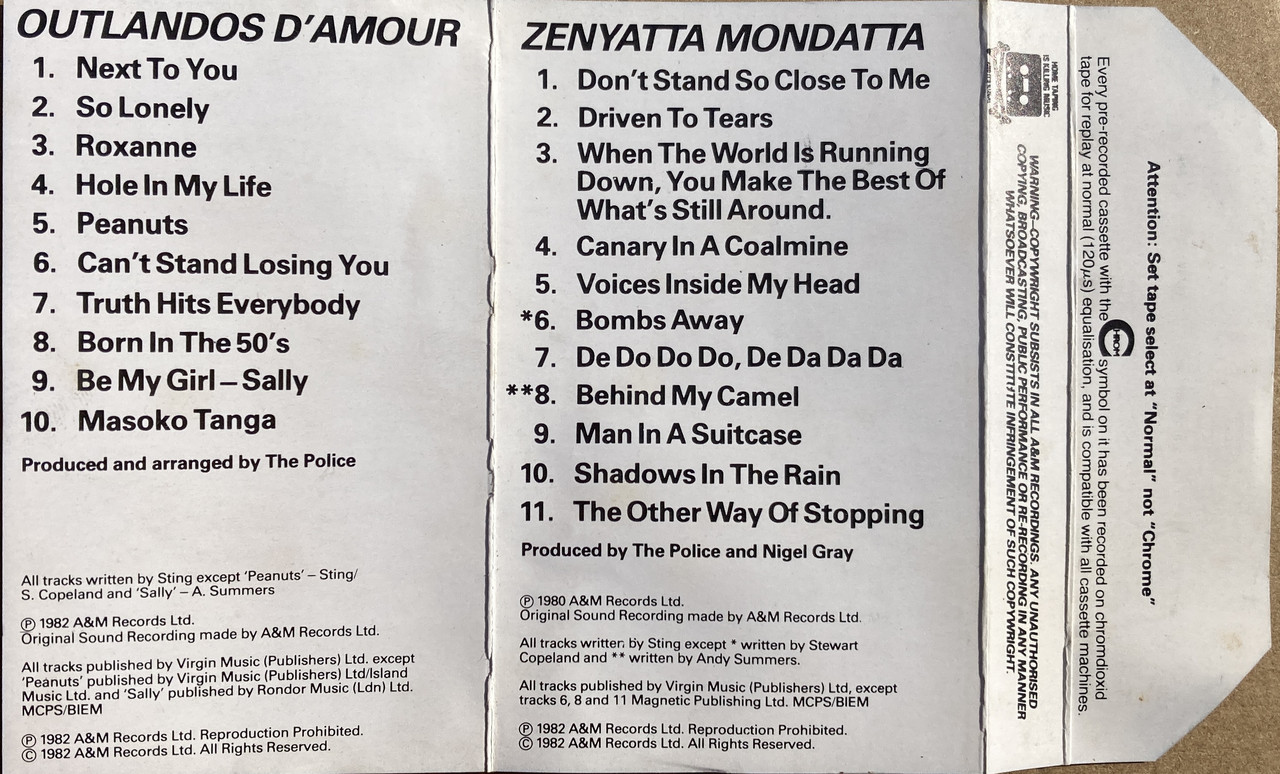 OUTLANDOS D'AMOUR
1. Next To You
2. So Lonely
3. Roxanne
4. Hole In My Life
5. Peanuts
6. Can't Stand Losing You
7. Truth Hits Everybody
8. Born In The 50's
9. Be My Girl – Sally
10. Masoko Tanga
Produced and arranged by The Police
All tracks written by Sting except 'Peanuts' – Sting/
S. Copeland and 'Sally' – A. Summers
Ⓟ 1982 A&M Records Ltd.
Original Sound Recording made by A&M Records Ltd.
All tracks published by Virgin Music (Publishers) Ltd. except
'Peanuts' published by Virgin Music (Publishers) Ltd/Island
Music Ltd. and 'Sally' published by Rondor Music (Ldn) Ltd.
MCPS/BIEM
Ⓟ 1982 A&M Records Ltd. Reproduction Prohibited.
© 1982 A&M Records Ltd. All Rights Reserved.
ZENYATTA MONDATTA
1. Don't Stand So Close To Me
2. Driven To Tears
3. When The World Is Running
Down, You Make The Best Of
What's Still Around.
4. Canary In A Coalmine
5. Voices Inside My Head
*6. Bombs Away
7. De Do Do Do, De Da Da Da
**8. Behind My Camel
9. Man In A Suitcase
10. Shadows In The Rain
11. The Other Way Of Stopping
Produced by The Police and Nigel Gray
Ⓟ 1980 A&M Records Ltd.
Original Sound Recording made by A&M Records Ltd.
All tracks written by Sting except * written by Stewart
Copeland and ** written by Andy Summers.
All tracks published by Virgin Music (Publishers) Ltd, except
tracks 6, 8 and 11 Magnetic Publishing Ltd. MCPS/BIEM
Ⓟ 1982 A&M Records Ltd. Reproduction Prohibited.
© 1982 A&M Records Ltd. All Rights Reserved.
HOME TAPING
IS KILLING MUSIC
WARNING–COPYWRIGHT SUBSISTS IN ALL A&M RECORDINGS. ANY UNAUTHORISED
COPYING, BROADCASTING, PUBLIC PERFORMANCE OR RE-RECORDING IN ANY MANNER
WHATSOEVER WILL CONSTITUTE INFRINGEMENT OF SUCH COPYWRIGHT.
Attention: Set tape select at "Normal" not "Chrome"
Every pre-recorded cassette with the CHROM symbol on it has been recorded on chromdioxid
tape for replay at normal (120µs) equalisation, and is compatible with all cassette machines.